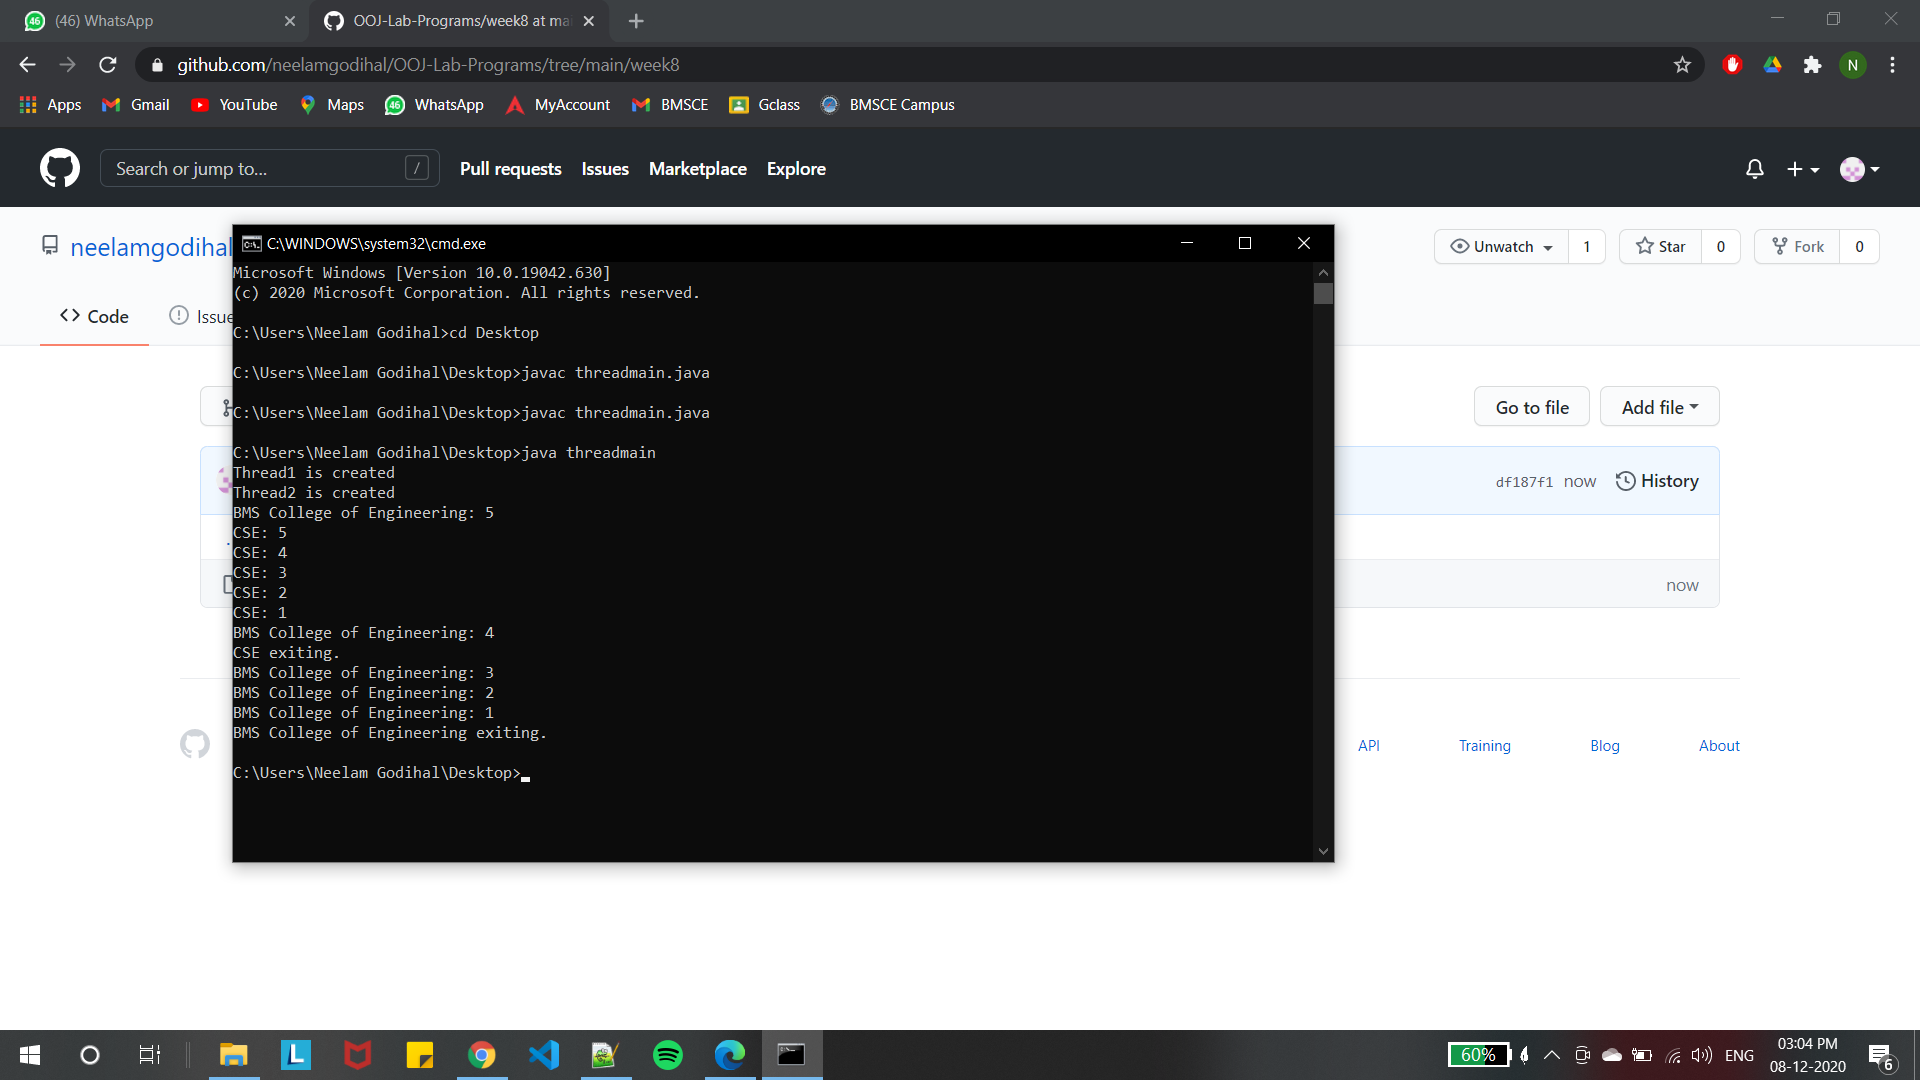 (46) WhatsApp
OOJ-Lab-Programs/week8 at ma
github.com/neelamgodihal/OOJ-Lab-Programs/tree/main/week8
N
Apps
Gmail
YouTube
Maps
46
WhatsApp
MyAccount
BMSCE
Gclass
BMSCE Campus
Search or jump to...
/
Pull requests
Issues
Marketplace
Explore
neelamgodihal
Unwatch
1
Star
0
Fork
0
Code
Issue
Go to file
Add file
df187f1 now
History
now
API
Training
Blog
About
C:\WINDOWS\system32\cmd.exe
Microsoft Windows [Version 10.0.19042.630]
(c) 2020 Microsoft Corporation. All rights reserved.
C:\Users\Neelam Godihal>cd Desktop
C:\Users\Neelam Godihal\Desktop>javac threadmain.java
C:\Users\Neelam Godihal\Desktop>javac threadmain.java
C:\Users\Neelam Godihal\Desktop>java threadmain
Thread1 is created
Thread2 is created
BMS College of Engineering: 5
CSE: 5
CSE: 4
CSE: 3
CSE: 2
CSE: 1
BMS College of Engineering: 4
CSE exiting.
BMS College of Engineering: 3
BMS College of Engineering: 2
BMS College of Engineering: 1
BMS College of Engineering exiting.
C:\Users\Neelam Godihal\Desktop>
L
60%
ENG
03:04 PM
08-12-2020
6